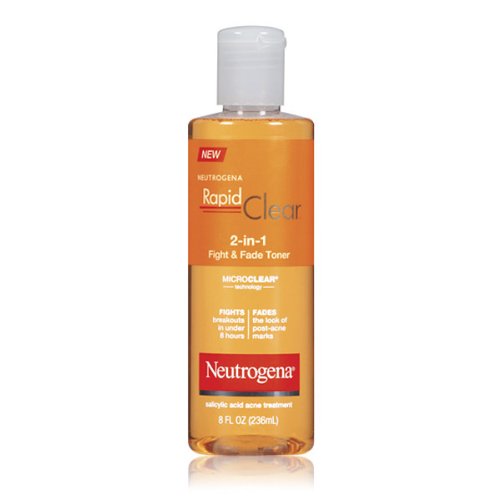 NEW
NEUTROGENA
Rapid
Clear
2-in-1
Fight & Fade Toner
MICROCLEAR®
technology
FIGHTS
breakouts
in under
8 hours
FADES
the look of
post-acne
marks
Neutrogena®
salicylic acid acne treatment
8 FL OZ (236mL)